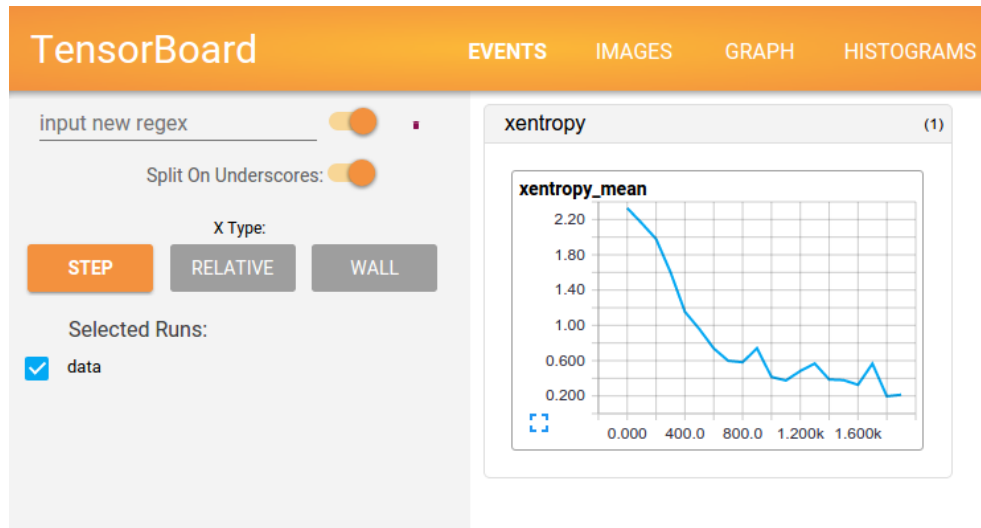 TensorBoard EVENTS IMAGES GRAPH HISTOGRAMS
input new regex
Split On Underscores:
X Type:
STEP RELATIVE WALL
Selected Runs:
data
xentropy (1)
xentropy_mean
2.20
1.80
1.40
1.00
0.600
0.200
0.000 400.0 800.0 1.200k 1.600k